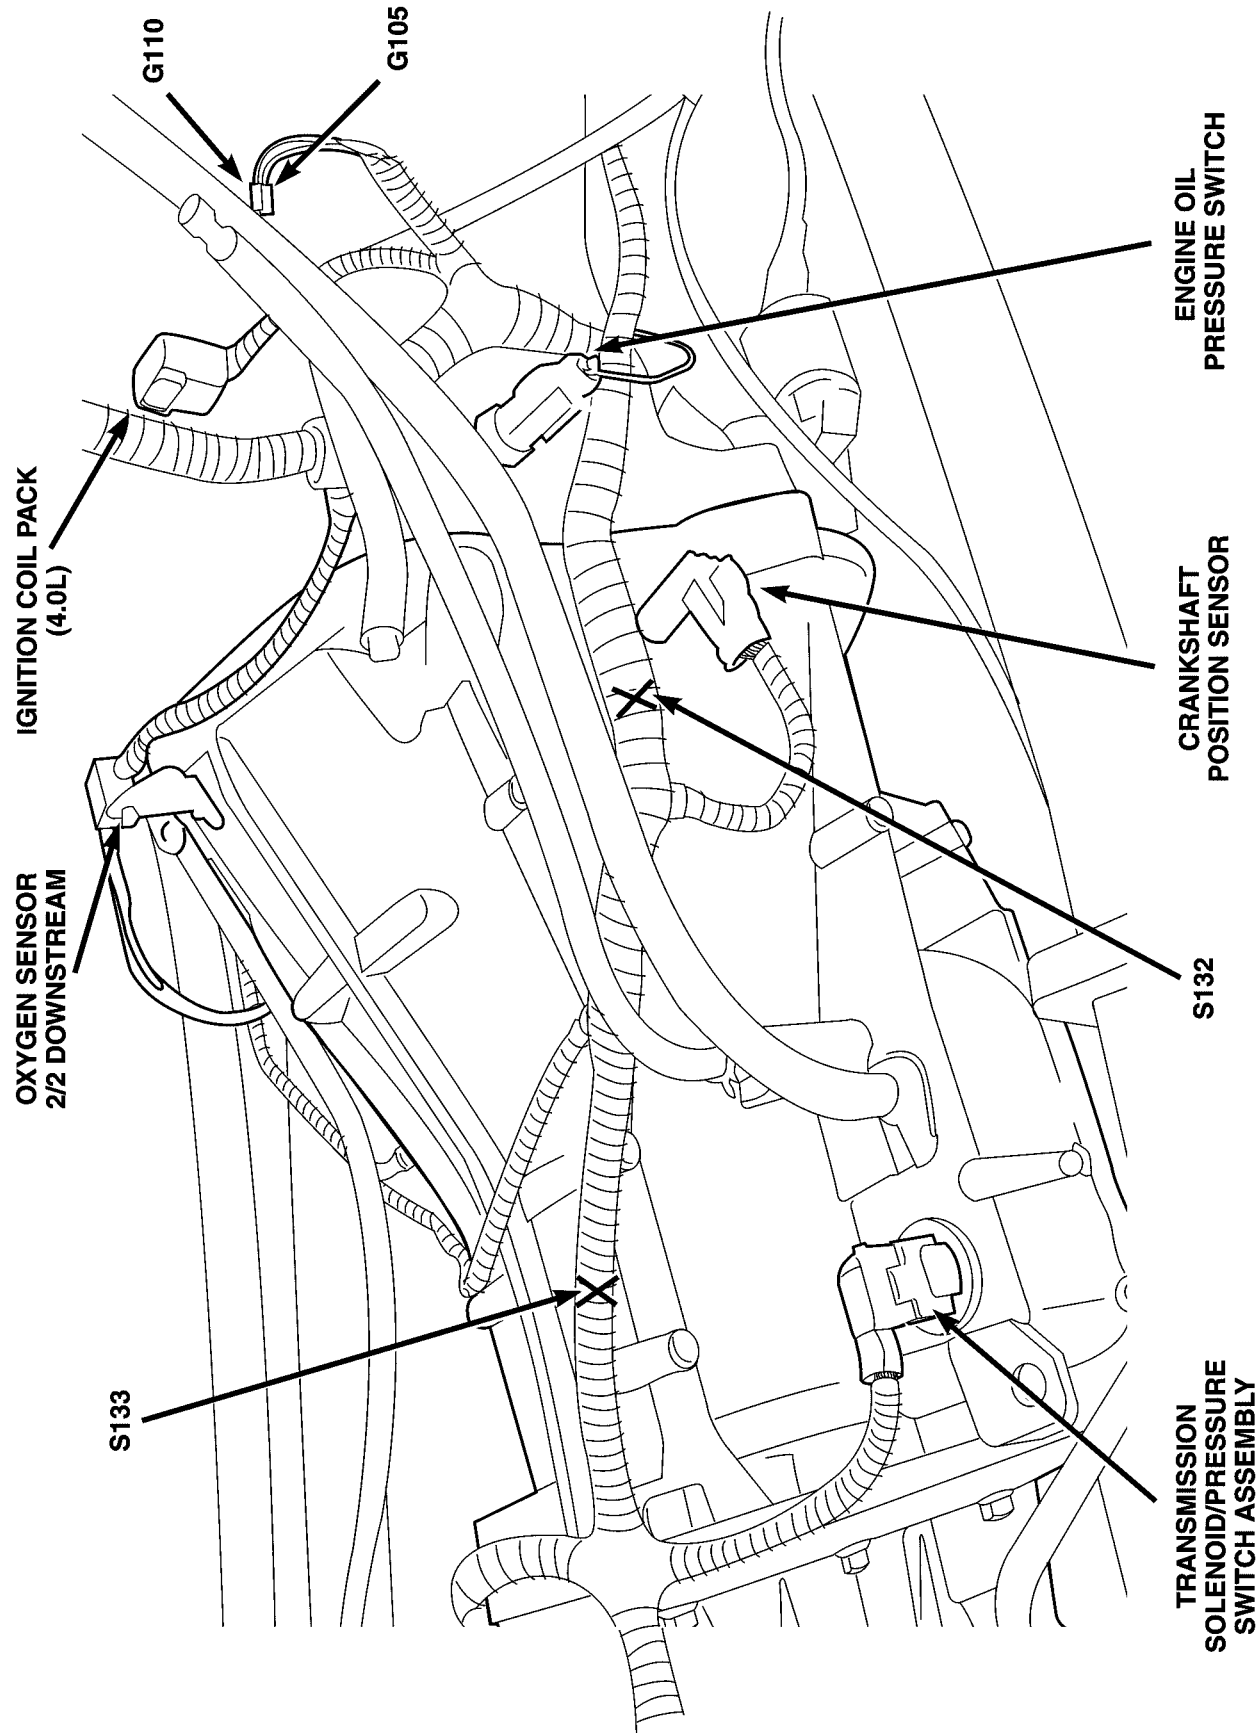 S133
OXYGEN SENSOR
2/2 DOWNSTREAM
IGNITION COIL PACK
(4.0L)
G110
G105
TRANSMISSION
SOLENOID/PRESSURE
SWITCH ASSEMBLY
S132
CRANKSHAFT
POSITION SENSOR
ENGINE OIL
PRESSURE SWITCH